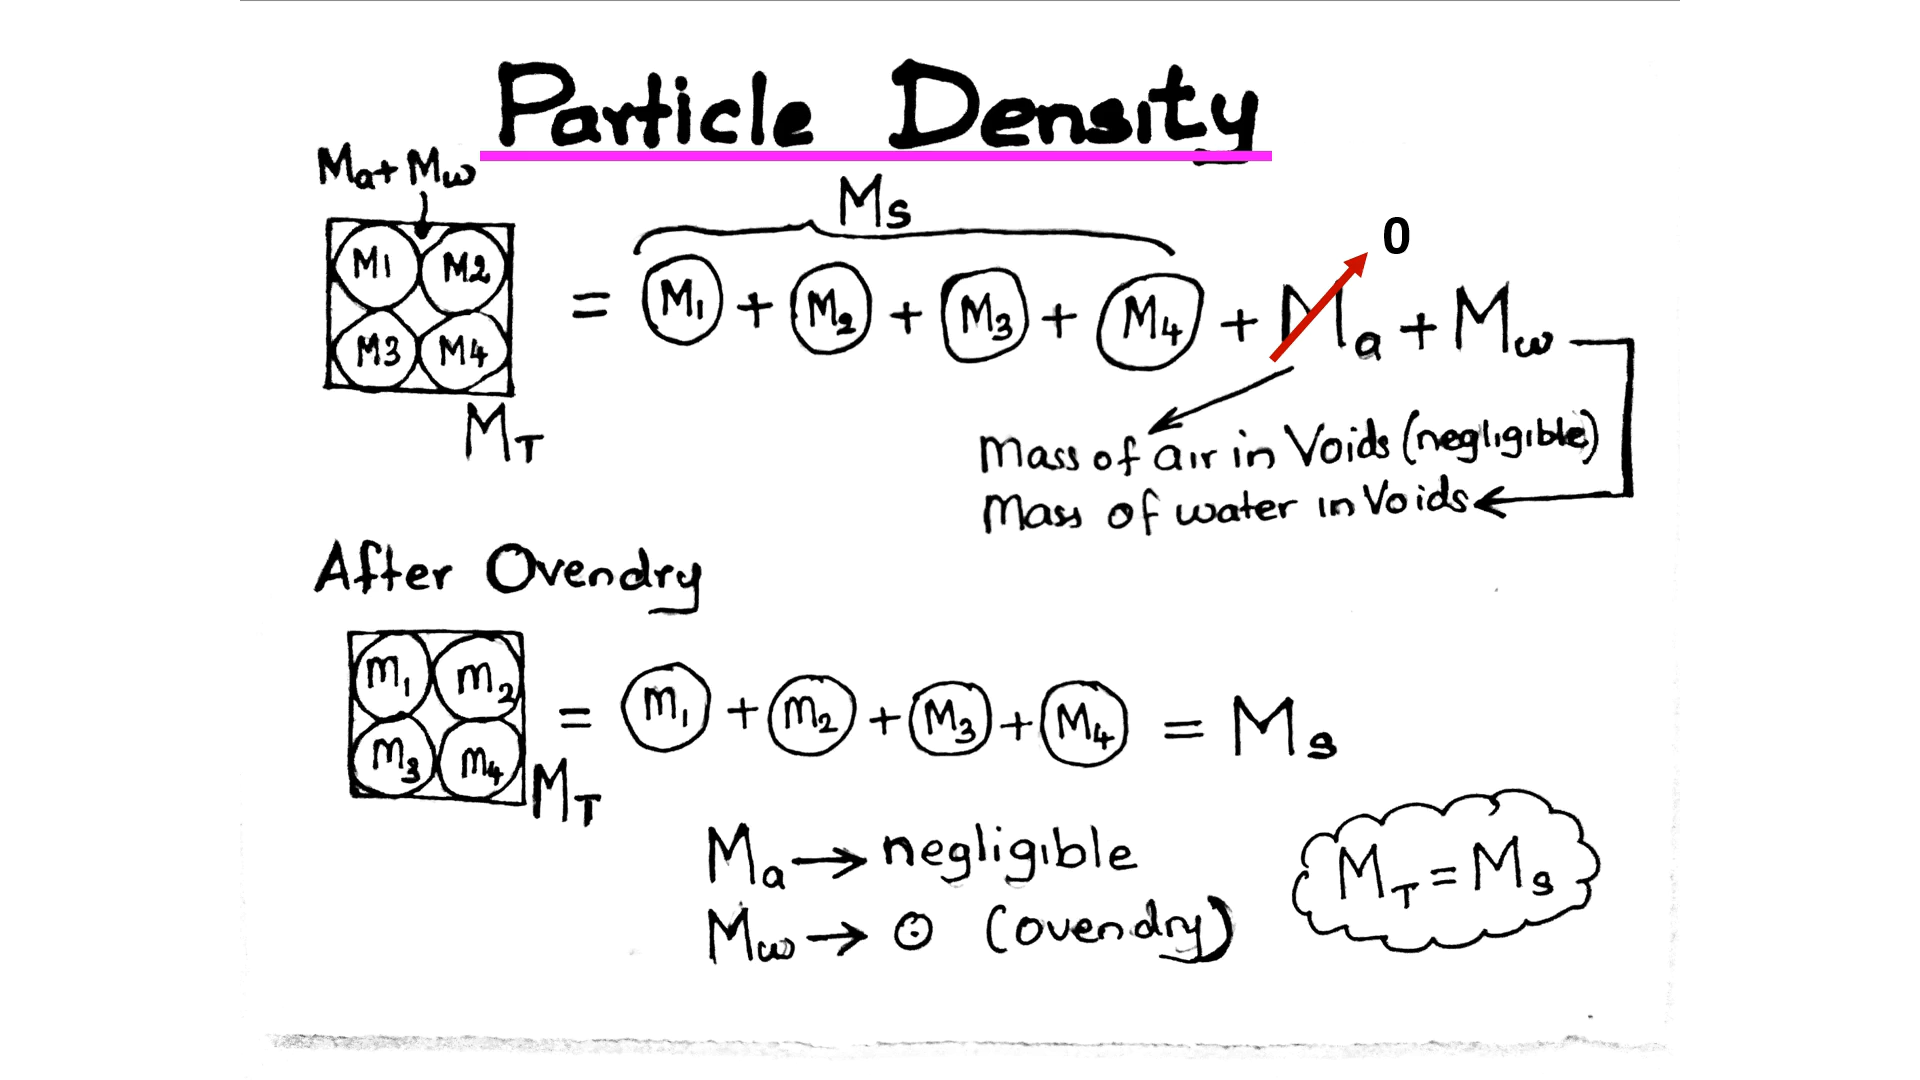 Particle Density
Ma+ Mw
Ms
0
M1 M2
M3 M4
= M1 + M2 + M3 + M4 + Ma + Mw
MT
Mass of air in Voids (negligible)
Mass of water in Voids
After Ovendry
m1 m2
m3 m4
= m1 + m2 + M3 + M4 = Ms
MT
Ma → negligible
Mw → 0 (ovendry)
MT = Ms